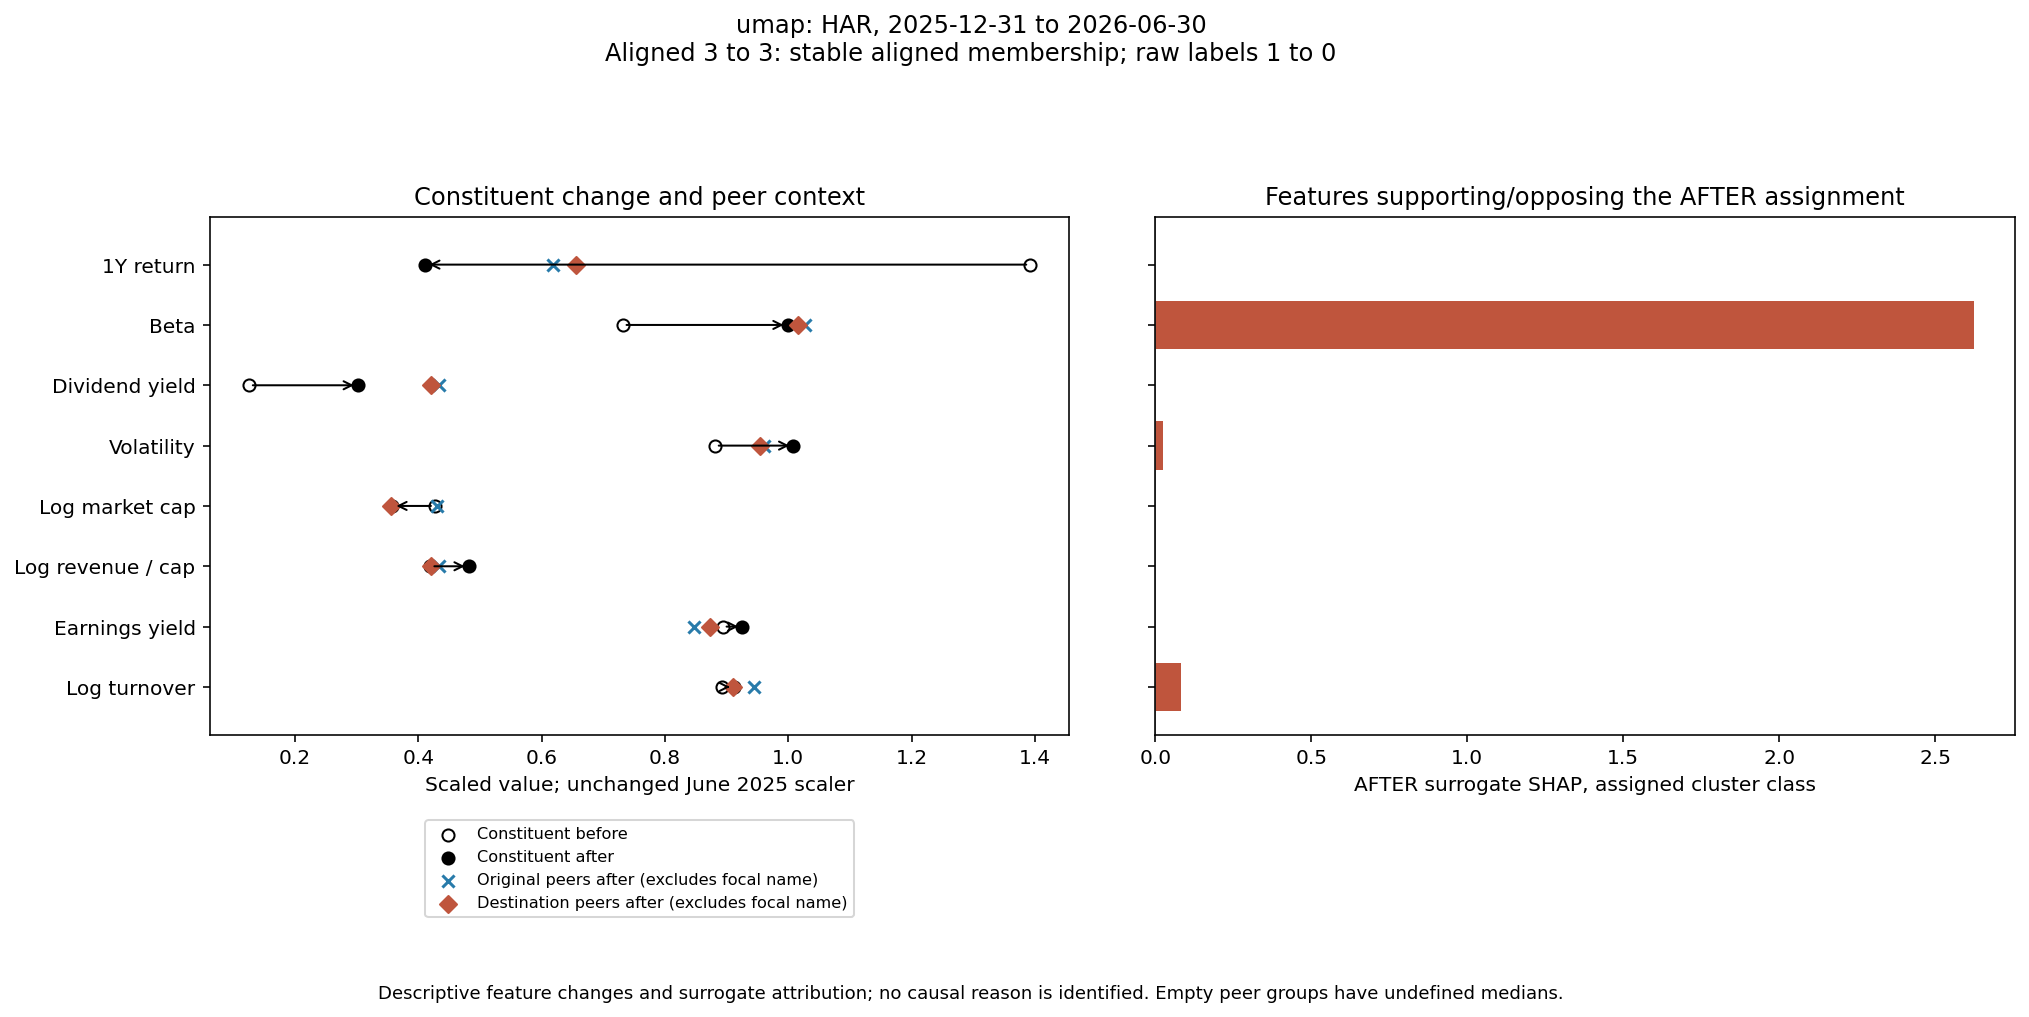 umap: HAR, 2025-12-31 to 2026-06-30
Aligned 3 to 3: stable aligned membership; raw labels 1 to 0
Constituent change and peer context
1Y return
Beta
Dividend yield
Volatility
Log market cap
Log revenue / cap
Earnings yield
Log turnover
0.2 0.4 0.6 0.8 1.0 1.2 1.4
Scaled value; unchanged June 2025 scaler
Constituent before
Constituent after
Original peers after (excludes focal name)
Destination peers after (excludes focal name)
Features supporting/opposing the AFTER assignment
0.0 0.5 1.0 1.5 2.0 2.5
AFTER surrogate SHAP, assigned cluster class
Descriptive feature changes and surrogate attribution; no causal reason is identified. Empty peer groups have undefined medians.